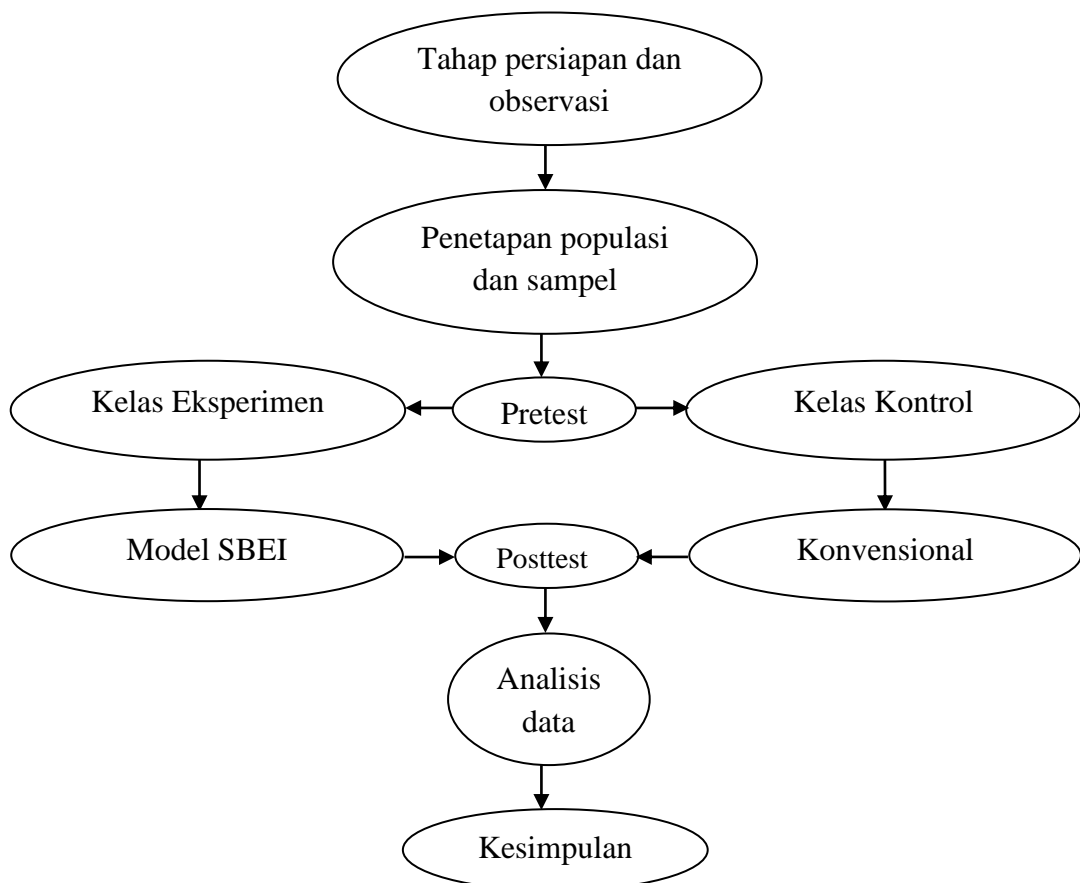 Tahap persiapan dan
observasi
Penetapan populasi
dan sampel
Kelas Eksperimen
Pretest
Kelas Kontrol
Model SBEI
Posttest
Konvensional
Analisis
data
Kesimpulan